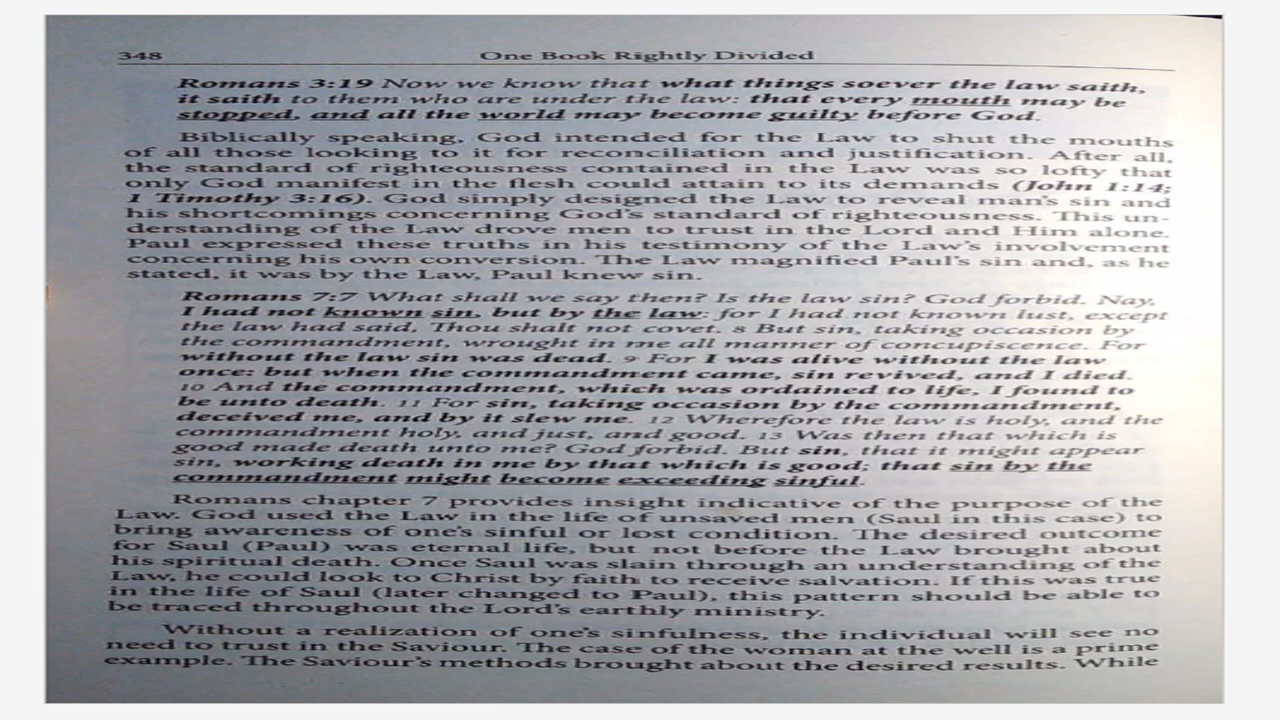 348 One Book Rightly Divided
Romans 3:19 Now we know that what things soever the law saith,
it saith to them who are under the law: that every mouth may be
stopped, and all the world may become guilty before God.
Biblically speaking, God intended for the Law to shut the mouths
of all those looking to it for reconciliation and justification. After all,
the standard of righteousness contained in the Law was so lofty that
only God manifest in the flesh could attain to its demands (John 1:14;
1 Timothy 3:16). God simply designed the Law to reveal man's sin and
his shortcomings concerning God's standard of righteousness. This un-
derstanding of the Law drove men to trust in the Lord and Him alone.
Paul expressed these truths in his testimony of the Law's involvement
concerning his own conversion. The Law magnified Paul's sin and, as he
stated, it was by the Law, Paul knew sin.
Romans 7:7 What shall we say then? Is the law sin? God forbid. Nay,
I had not known sin, but by the law: for I had not known lust, except
the law had said, Thou shalt not covet. 8 But sin, taking occasion by
the commandment, wrought in me all manner of concupiscence. For
without the law sin was dead. 9 For I was alive without the law
once: but when the commandment came, sin revived, and I died.
10 And the commandment, which was ordained to life, I found to
be unto death. 11 For sin, taking occasion by the commandment,
deceived me, and by it slew me. 12 Wherefore the law is holy, and the
commandment holy, and just, and good. 13 Was then that which is
good made death unto me? God forbid. But sin, that it might appear
sin, working death in me by that which is good; that sin by the
commandment might become exceeding sinful.
Romans chapter 7 provides insight indicative of the purpose of the
Law. God used the Law in the life of unsaved men (Saul in this case) to
bring awareness of one's sinful or lost condition. The desired outcome
for Saul (Paul) was eternal life, but not before the Law brought about
his spiritual death. Once Saul was slain through an understanding of the
Law, he could look to Christ by faith to receive salvation. If this was true
in the life of Saul (later changed to Paul), this pattern should be able to
be traced throughout the Lord's earthly ministry.
Without a realization of one's sinfulness, the individual will see no
need to trust in the Saviour. The case of the woman at the well is a prime
example. The Saviour's methods brought about the desired results. While